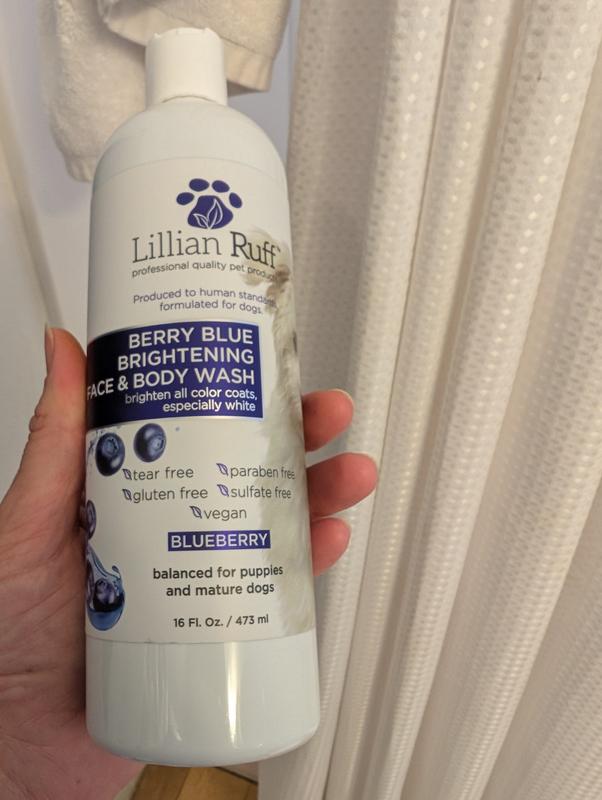 Lillian Ruff
professional quality pet
Produced to human
formulated for dogs.
BERRY BLUE
BRIGHTENING
FACE & BODY WASH
brighten all color coats,
especially white
tear free paraben free
gluten free sulfate free
vegan
BLUEBERRY
balanced for puppies
and mature dogs
16 Fl. Oz. / 473 ml